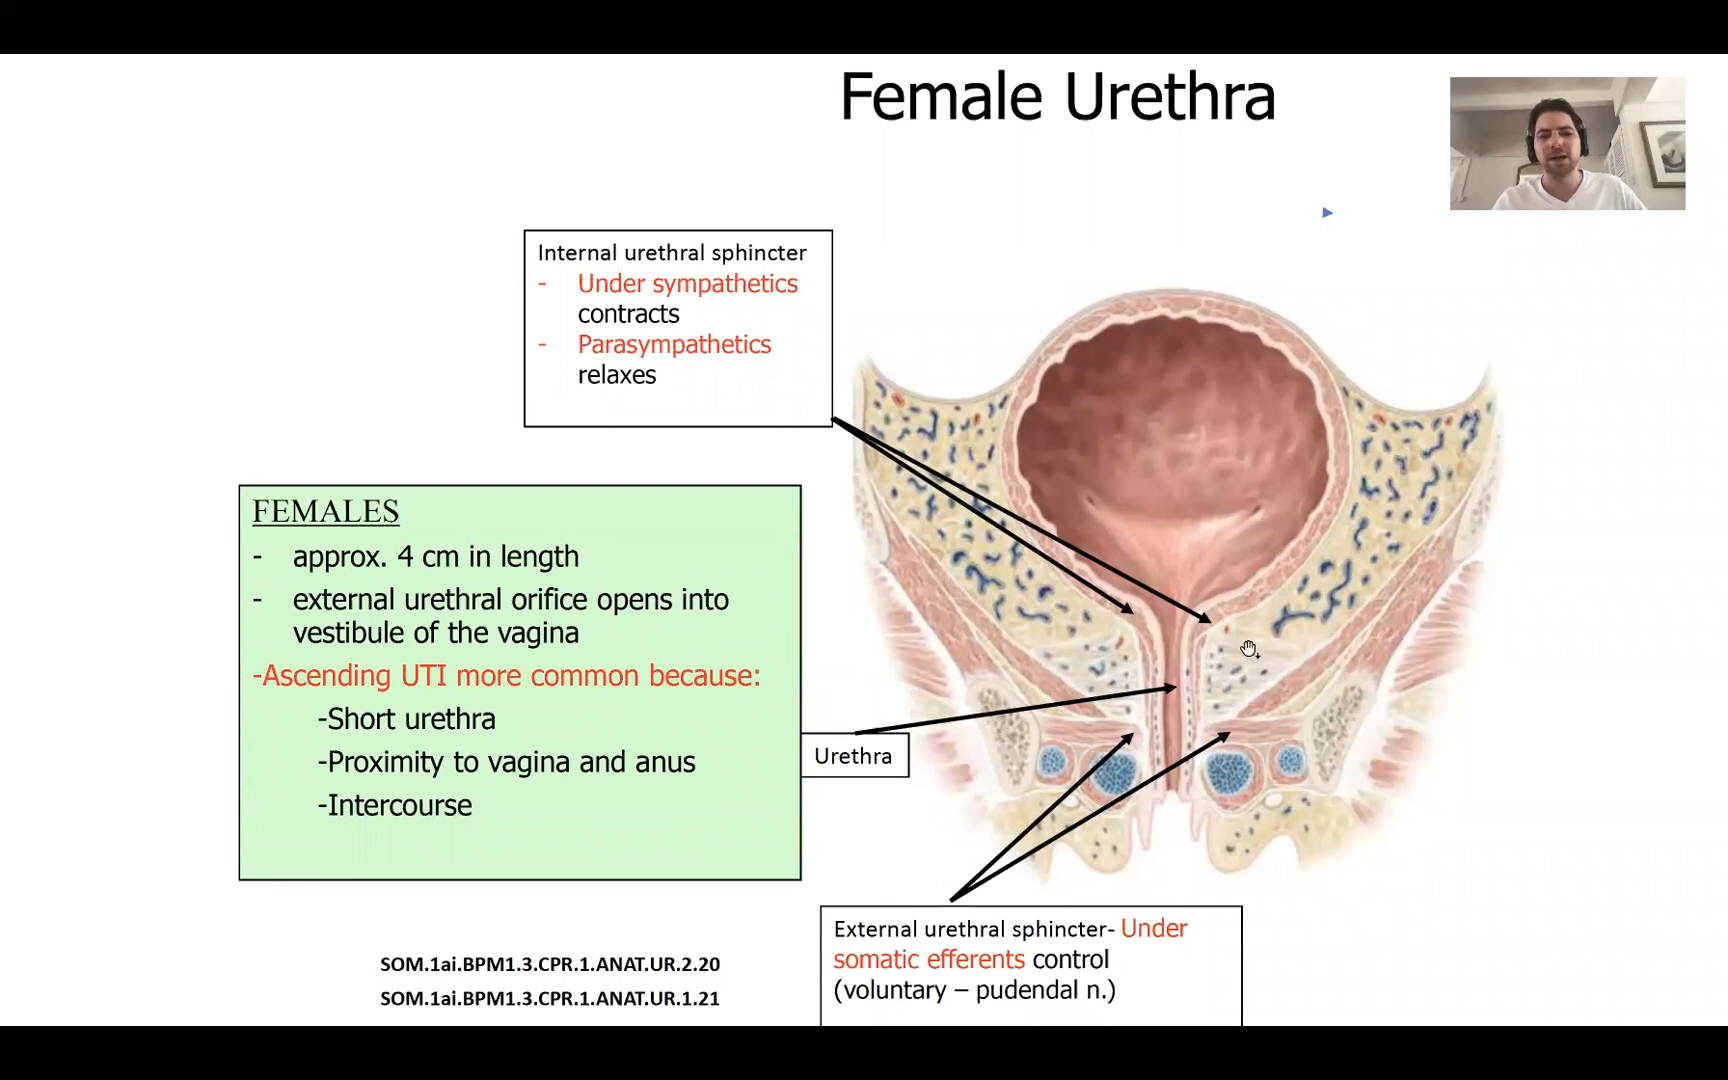 Female Urethra
Internal urethral sphincter
- Under sympathetics
contracts
- Parasympathetics
relaxes
FEMALES
- approx. 4 cm in length
- external urethral orifice opens into
vestibule of the vagina
-Ascending UTI more common because:
-Short urethra
-Proximity to vagina and anus
-Intercourse
Urethra
External urethral sphincter- Under
somatic efferents control
(voluntary – pudendal n.)
SOM.1ai.BPM1.3.CPR.1.ANAT.UR.2.20
SOM.1ai.BPM1.3.CPR.1.ANAT.UR.1.21